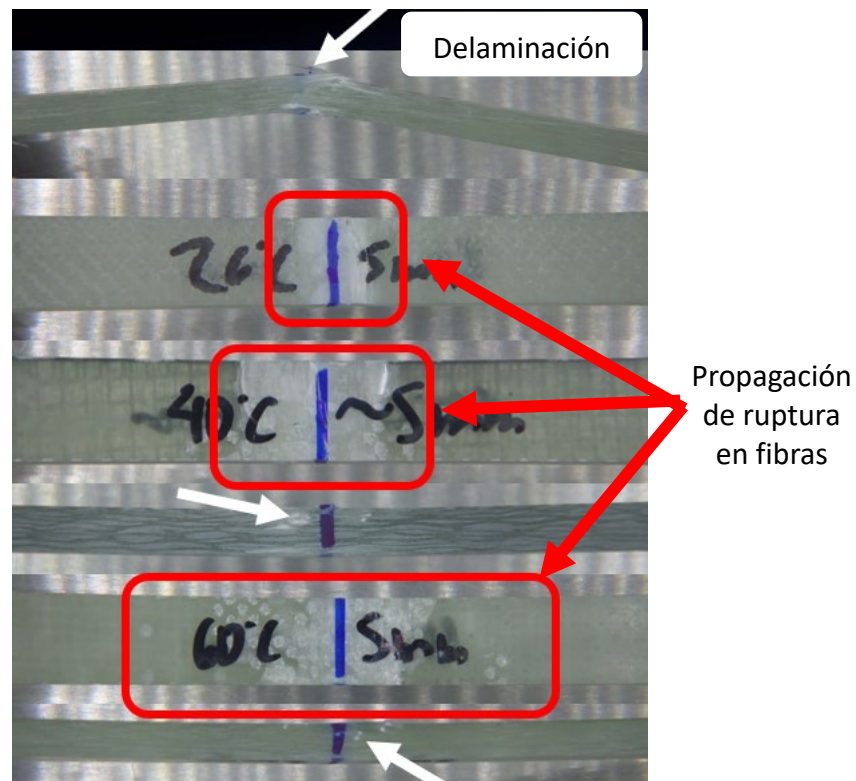 Delaminación
26°C 5mm
40°C ~5mm
Propagación
de ruptura
en fibras
60°C 5mm